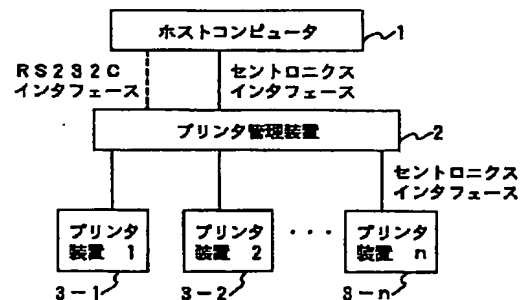 ホストコンピュータ
1
RS232C
インタフェース
セントロニクス
インタフェース
プリンタ管理装置
2
セントロニクス
インタフェース
プリンタ
装置 1
プリンタ
装置 2
・・・
プリンタ
装置 n
3-1
3-2
3-n